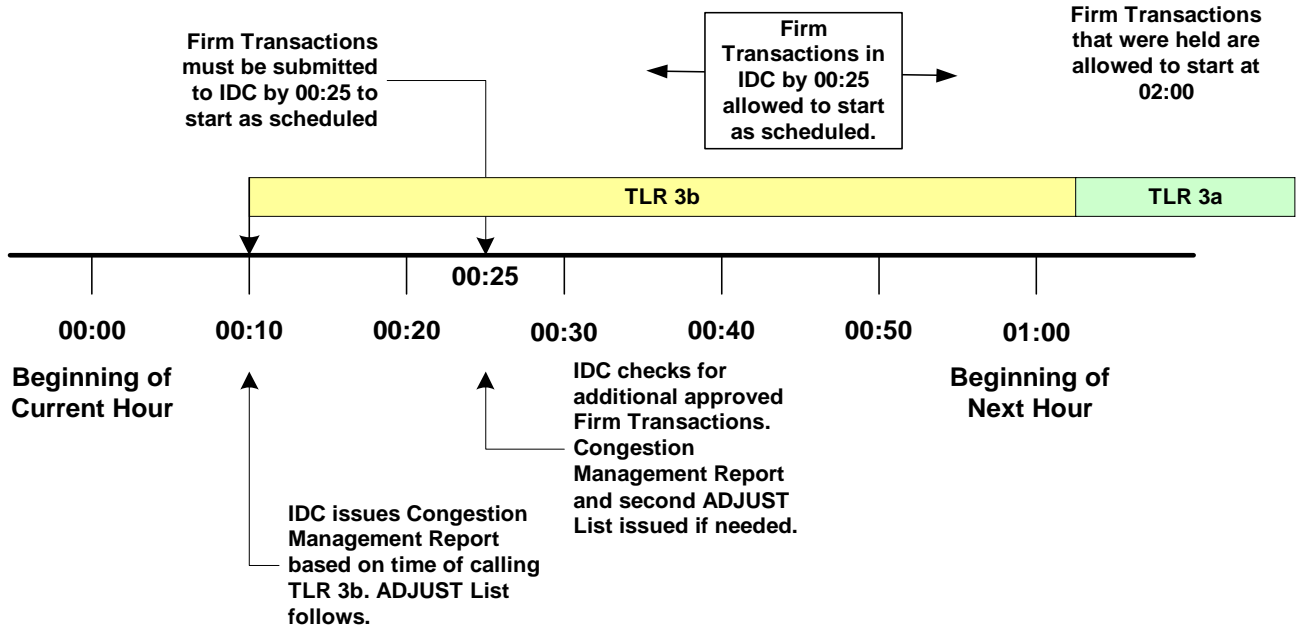 Firm Transactions
must be submitted
to IDC by 00:25 to
start as scheduled
Firm
Transactions in
IDC by 00:25
allowed to start
as scheduled.
Firm Transactions
that were held are
allowed to start at
02:00
TLR 3b
TLR 3a
00:25
00:00
00:10
00:20
00:30
00:40
00:50
01:00
Beginning of
Current Hour
IDC issues Congestion
Management Report
based on time of calling
TLR 3b. ADJUST List
follows.
IDC checks for
additional approved
Firm Transactions.
Congestion
Management Report
and second ADJUST
List issued if needed.
Beginning of
Next Hour